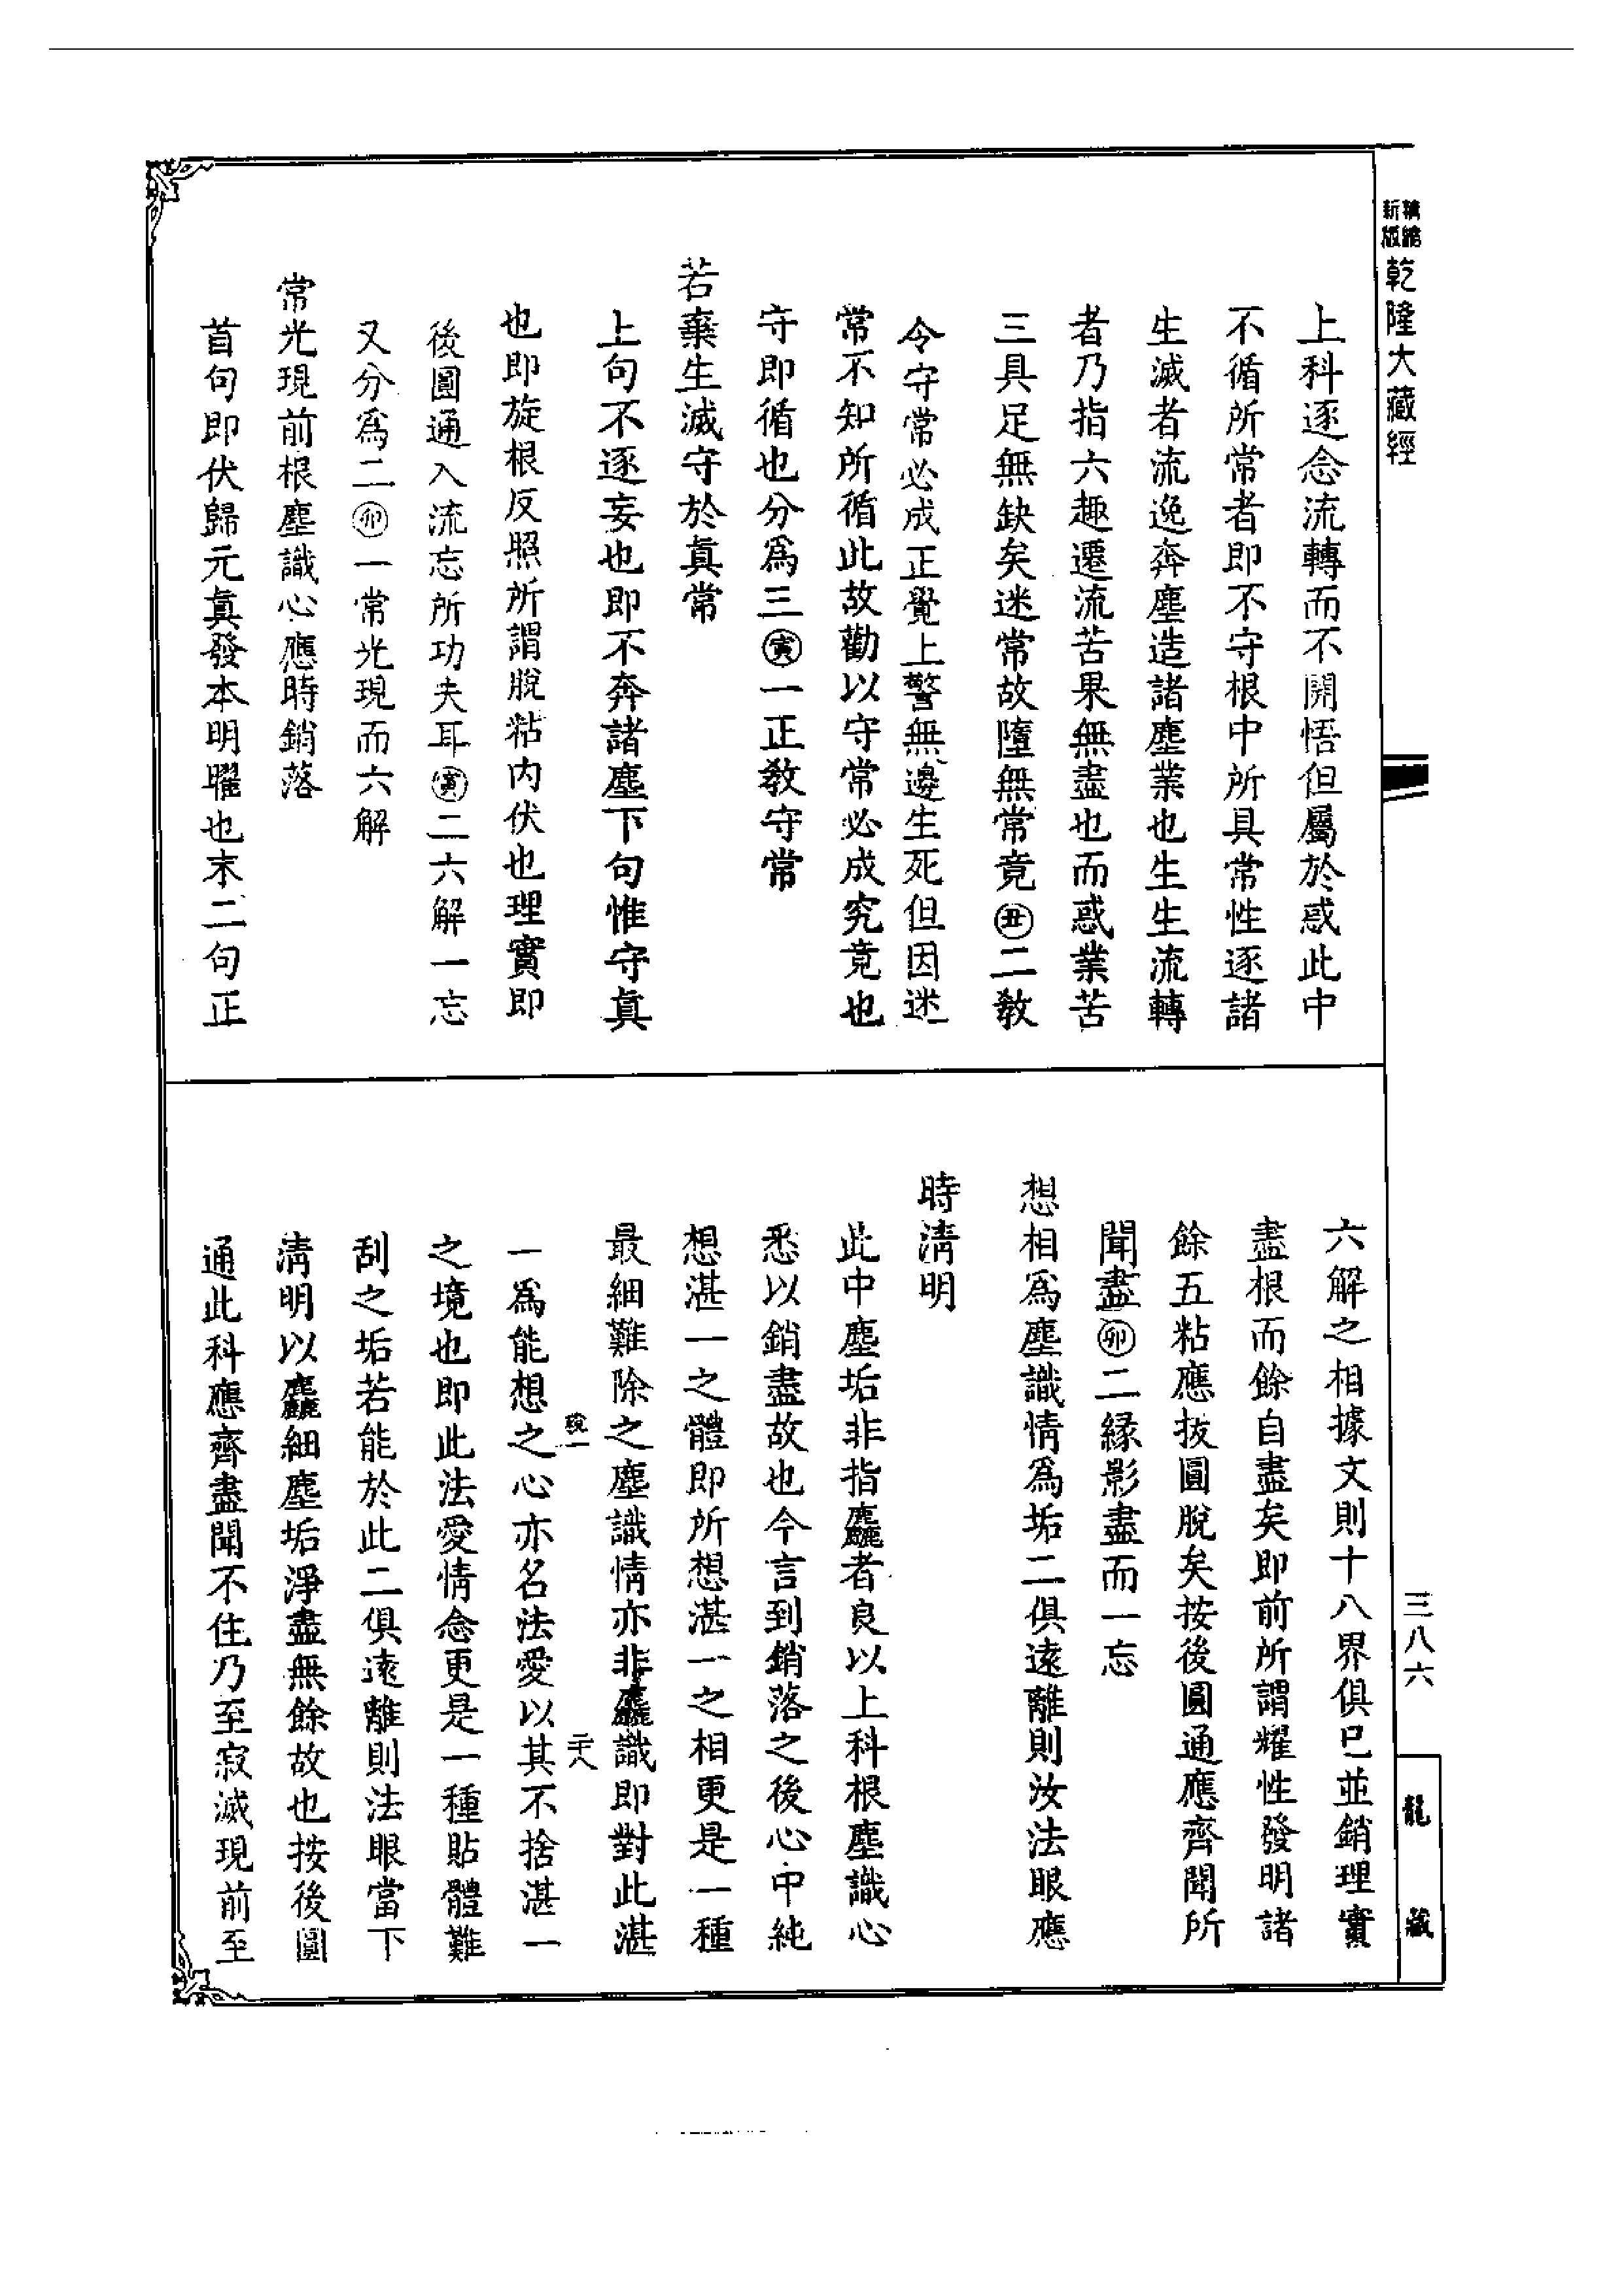 新版精縮
乾隆大藏經
上科逐念流轉而不開悟但屬於惑此中
不循所常者即不守根中所具常性逐諸
生滅者流逸奔塵造諸塵業也生生流轉
者乃指六趣遷流苦果無盡也而惑業苦
三具足無缺矣迷常故墮無常竟㊄丑二教
令守常必成正覺上警無邊生死但因迷
常不知所循此故勸以守常必成究竟也
守即循也分為三寅一正教守常
若棄生滅守於真常
上句不逐妄也即不奔諸塵下句惟守真
也即旋根反照所謂脫粘內伏也理實即
後圓通入流忘所功夫耳寅二六解一忘
又分為二卯一常光現而六解
常光現前根塵識心應時銷落
首句即伏歸元真發本明曜也末二句正
六解之相據文則十八界俱已並銷理實
盡根而餘自盡矣即前所謂耀性發明諸
餘五粘應拔圓脫矣按後圓通應齊聞所
聞盡卯二緣影盡而一忘
想相為塵識情為垢二俱遠離則汝法眼應
時清明
此中塵垢非指麤者良以上科根塵識心
悉以銷盡故也今言到銷落之後心中純
想湛一之體即所想湛一之相更是一種
最細難除之塵識情亦非麤識即對此湛
一為能想之心亦名法愛以其不捨湛一
之境也即此法愛情念更是一種貼體難
刮之垢若能於此二俱遠離則法眼當下
清明以麤細塵垢淨盡無餘故也按後圓
通此科應齊盡聞不住乃至寂滅現前至
三八六
龍藏